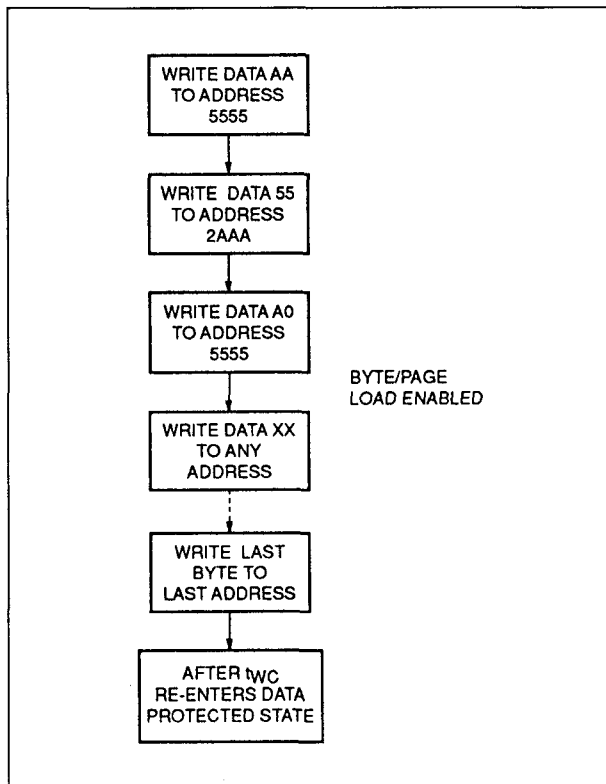 WRITE DATA AA
TO ADDRESS
5555
WRITE DATA 55
TO ADDRESS
2AAA
WRITE DATA A0
TO ADDRESS
5555
BYTE/PAGE
LOAD ENABLED
WRITE DATA XX
TO ANY
ADDRESS
WRITE LAST
BYTE TO
LAST ADDRESS
AFTER tWC
RE-ENTERS DATA
PROTECTED STATE